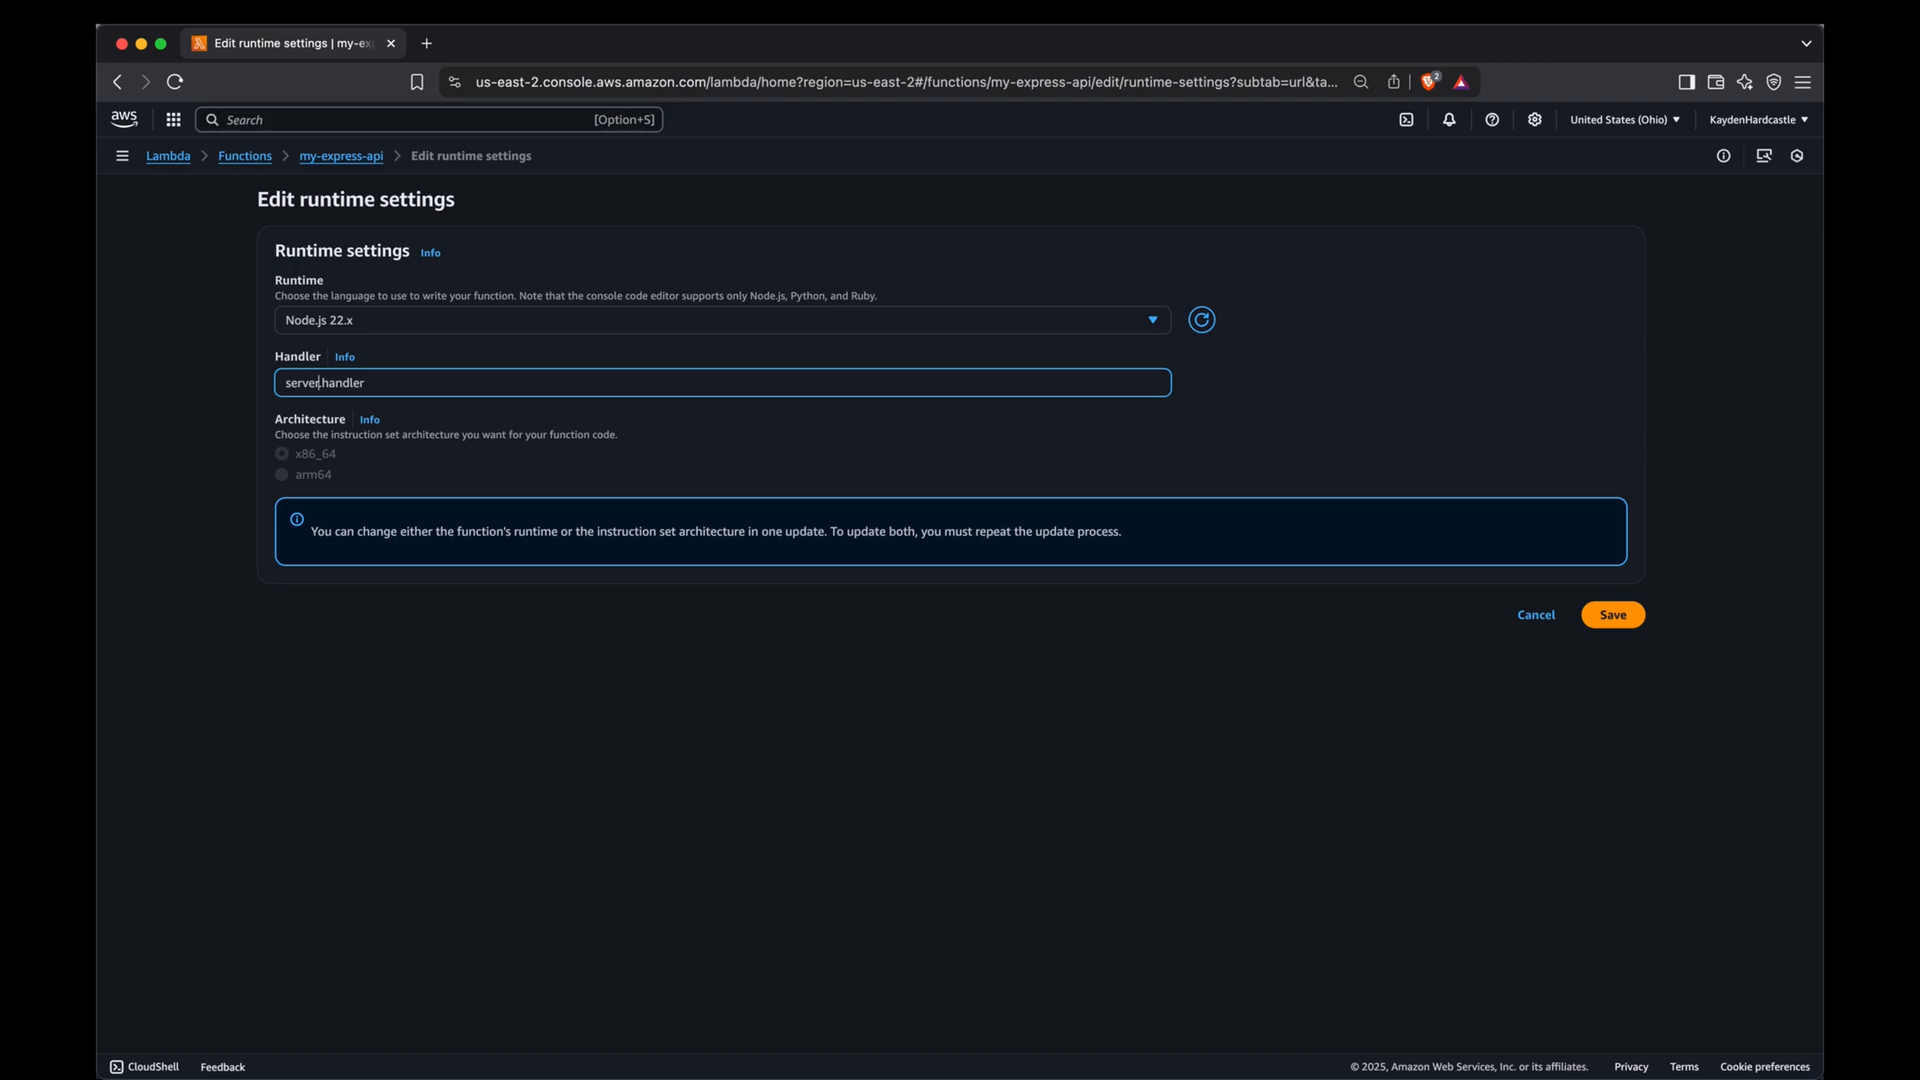 Edit runtime settings | my-ex
us-east-2.console.aws.amazon.com/lambda/home?region=us-east-2#/functions/my-express-api/edit/runtime-settings?subtab=url&ta...
2
aws
Search
[Option+S]
United States (Ohio)
KaydenHardcastle
Lambda
Functions
my-express-api
Edit runtime settings
Edit runtime settings
Runtime settings
Info
Runtime
Choose the language to use to write your function. Note that the console code editor supports only Node.js, Python, and Ruby.
Node.js 22.x
Handler
Info
server.handler
Architecture
Info
Choose the instruction set architecture you want for your function code.
x86_64
arm64
You can change either the function's runtime or the instruction set architecture in one update. To update both, you must repeat the update process.
Cancel
Save
CloudShell
Feedback
© 2025, Amazon Web Services, Inc. or its affiliates.
Privacy
Terms
Cookie preferences